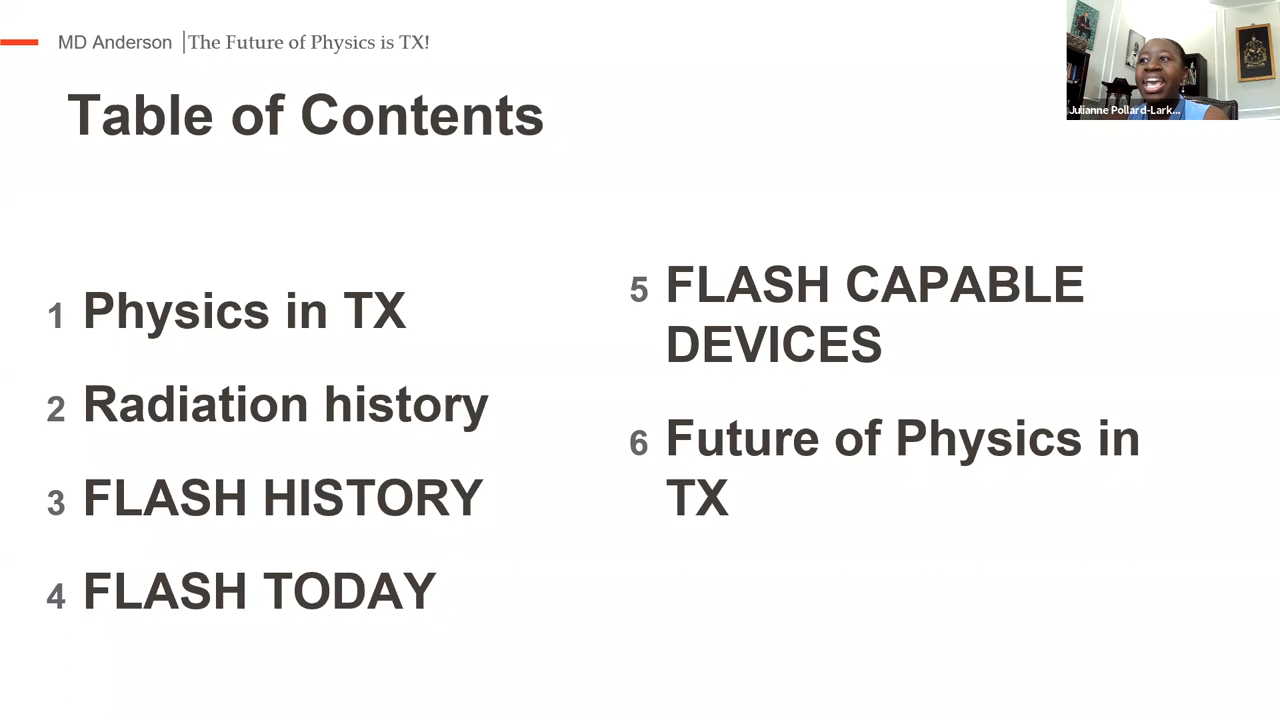 MD Anderson | The Future of Physics is TX!
Julianne Pollard-Lark...
Table of Contents
1 Physics in TX
2 Radiation history
3 FLASH HISTORY
4 FLASH TODAY
5 FLASH CAPABLE
DEVICES
6 Future of Physics in
TX